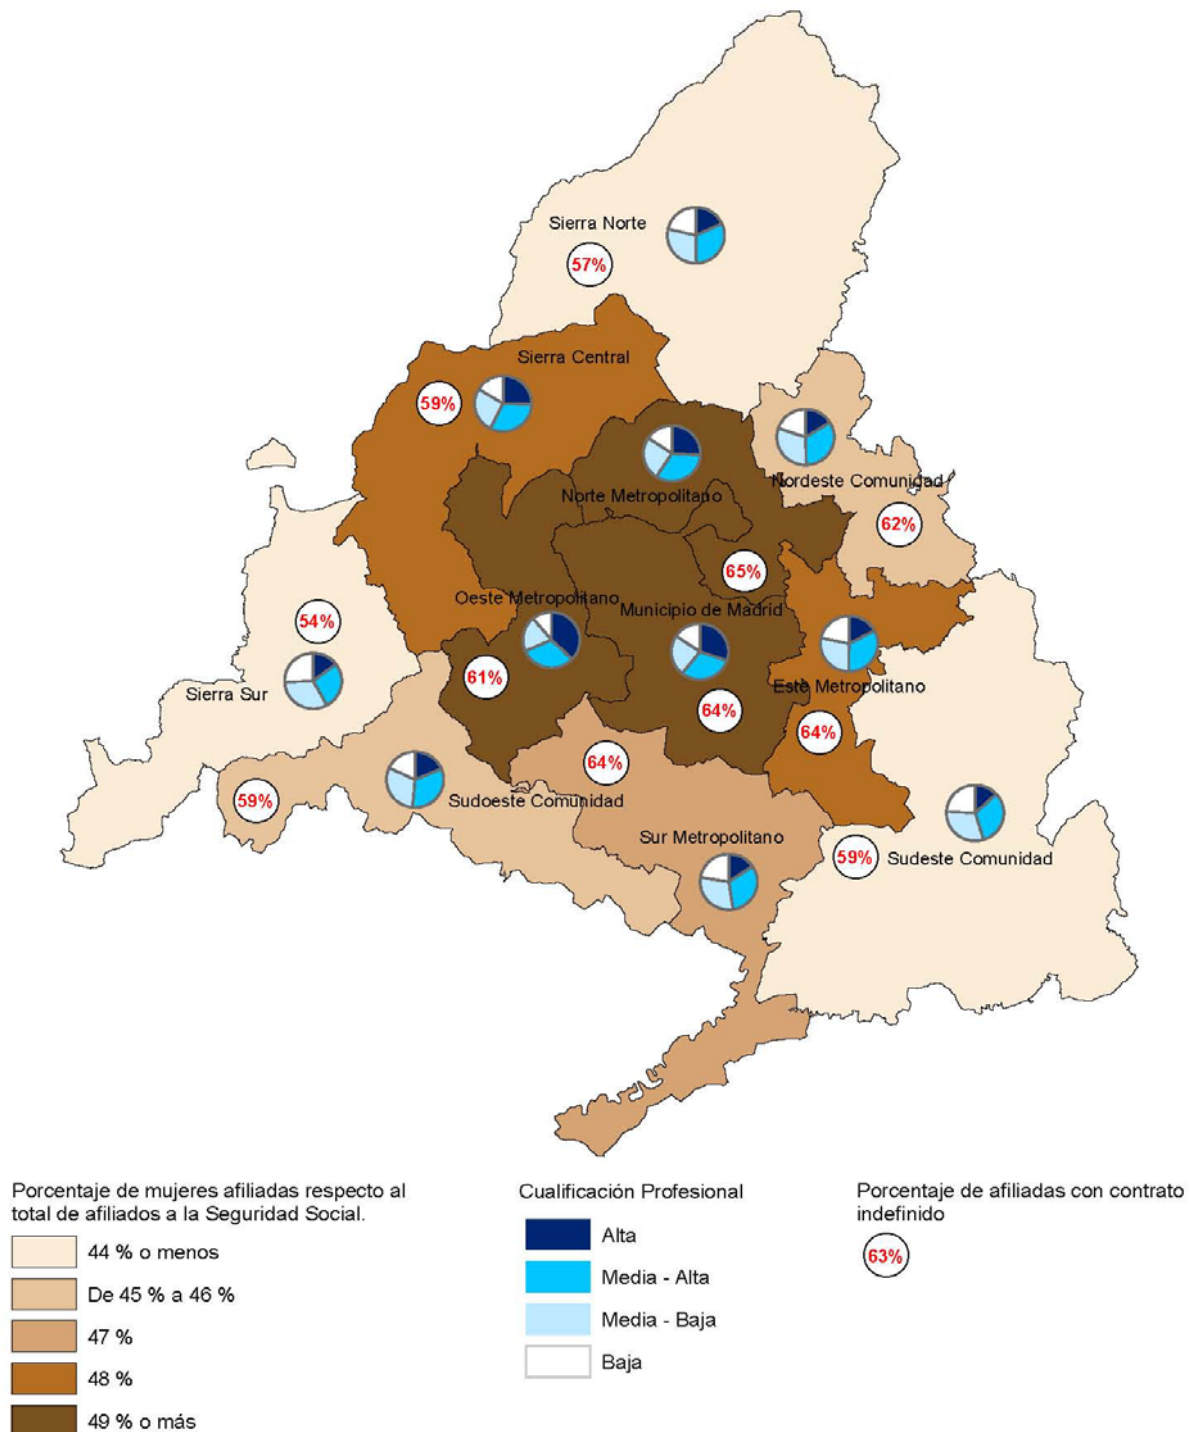 Sierra Norte
57%
Sierra Central
59%
Norte Metropolitano
Nordeste Comunidad
62%
65%
Oeste Metropolitano
Municipio de Madrid
54%
61%
Sierra Sur
Este Metropolitano
64%
64%
64%
59%
Sudoeste Comunidad
Sur Metropolitano
59%
Sudeste Comunidad
Porcentaje de mujeres afiliadas respecto al
total de afiliados a la Seguridad Social.
44 % o menos
De 45 % a 46 %
47 %
48 %
49 % o más
Cualificación Profesional
Alta
Media - Alta
Media - Baja
Baja
Porcentaje de afiliadas con contrato
indefinido
63%